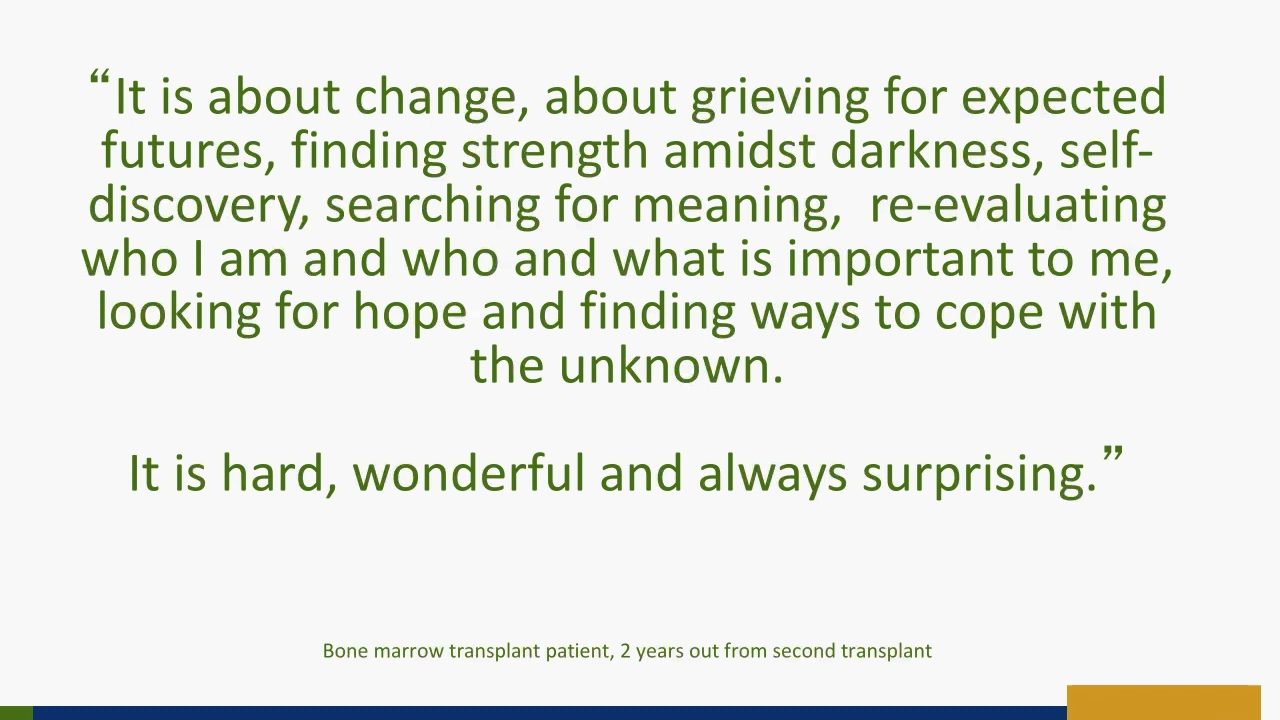 “It is about change, about grieving for expected
futures, finding strength amidst darkness, self-
discovery, searching for meaning,  re-evaluating
who I am and who and what is important to me,
looking for hope and finding ways to cope with
the unknown.
It is hard, wonderful and always surprising.”
Bone marrow transplant patient, 2 years out from second transplant